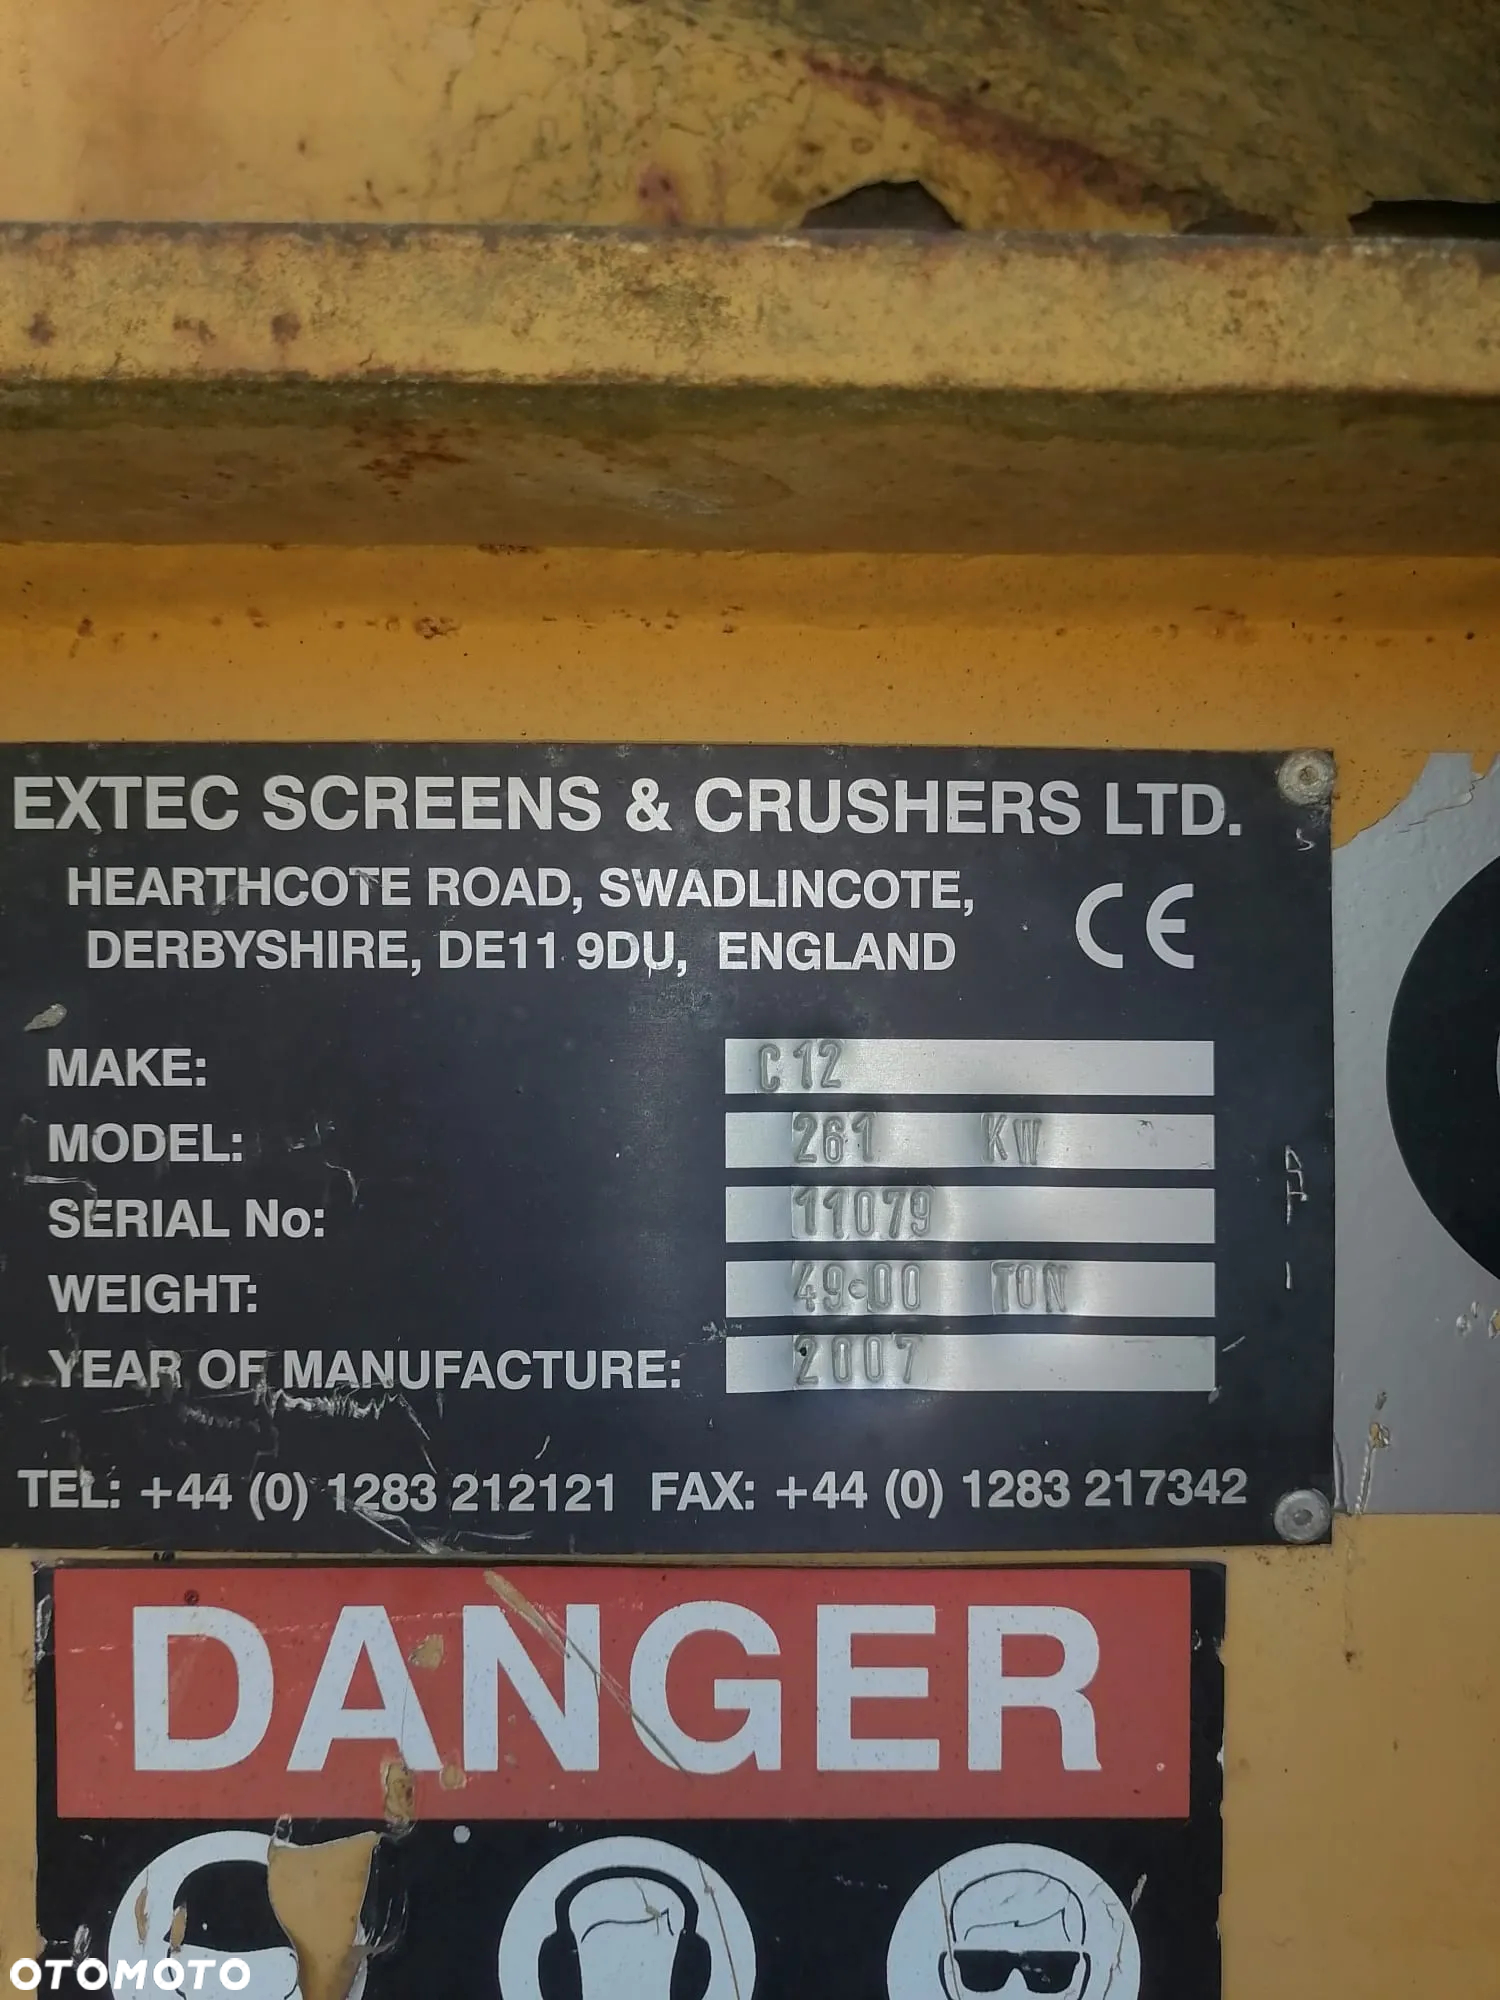 EXTEC SCREENS & CRUSHERS LTD.
HEARTHCOTE ROAD, SWADLINCOTE,
DERBYSHIRE, DE11 9DU, ENGLAND
CE
MAKE: C12
MODEL: 261 KW
SERIAL No: 11079
WEIGHT: 49.00 TON
YEAR OF MANUFACTURE: 2007
TEL: +44 (0) 1283 212121 FAX: +44 (0) 1283 217342
DANGER
OTOMOTO